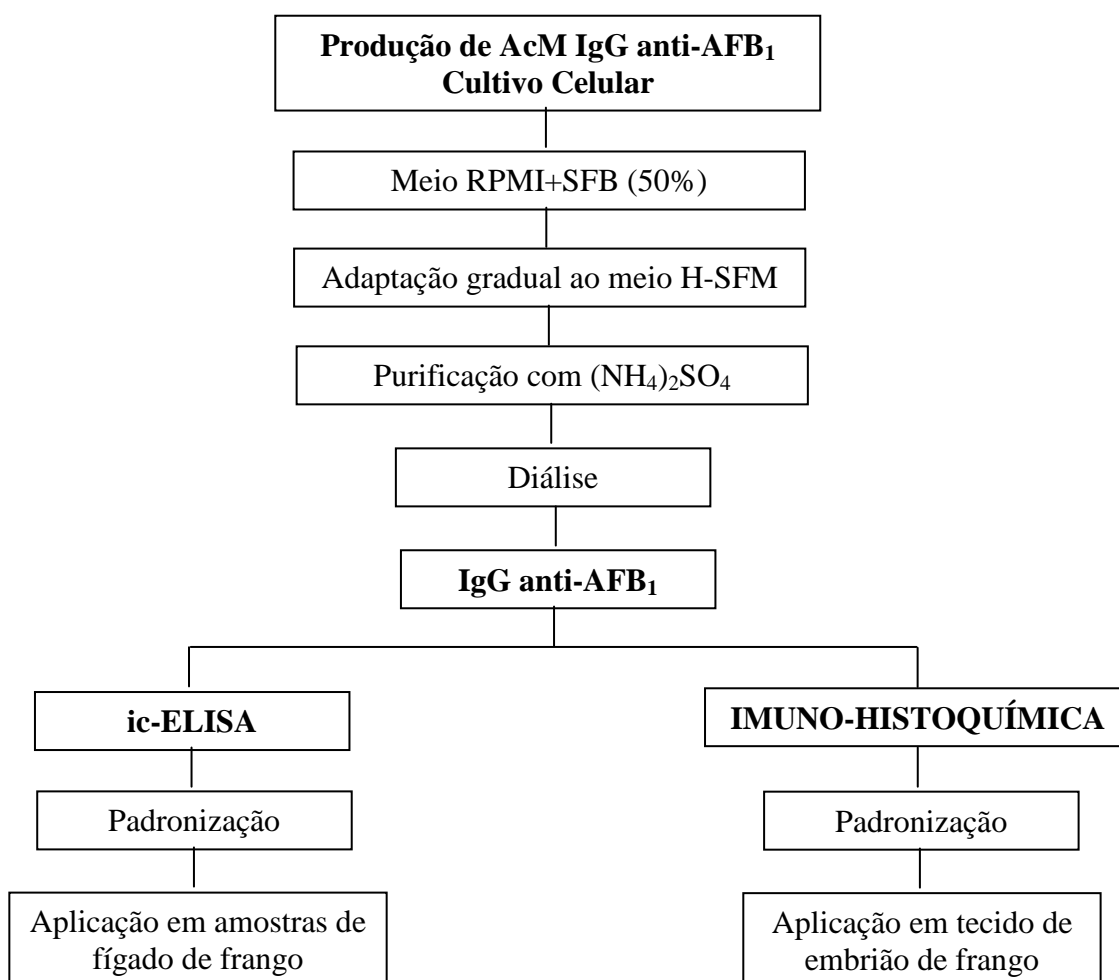 Produção de AcM IgG anti-AFB₁
Cultivo Celular
Meio RPMI+SFB (50%)
Adaptação gradual ao meio H-SFM
Purificação com (NH₄)₂SO₄
Diálise
IgG anti-AFB₁
ic-ELISA
IMUNO-HISTOQUÍMICA
Padronização
Padronização
Aplicação em amostras de
fígado de frango
Aplicação em tecido de
embrião de frango